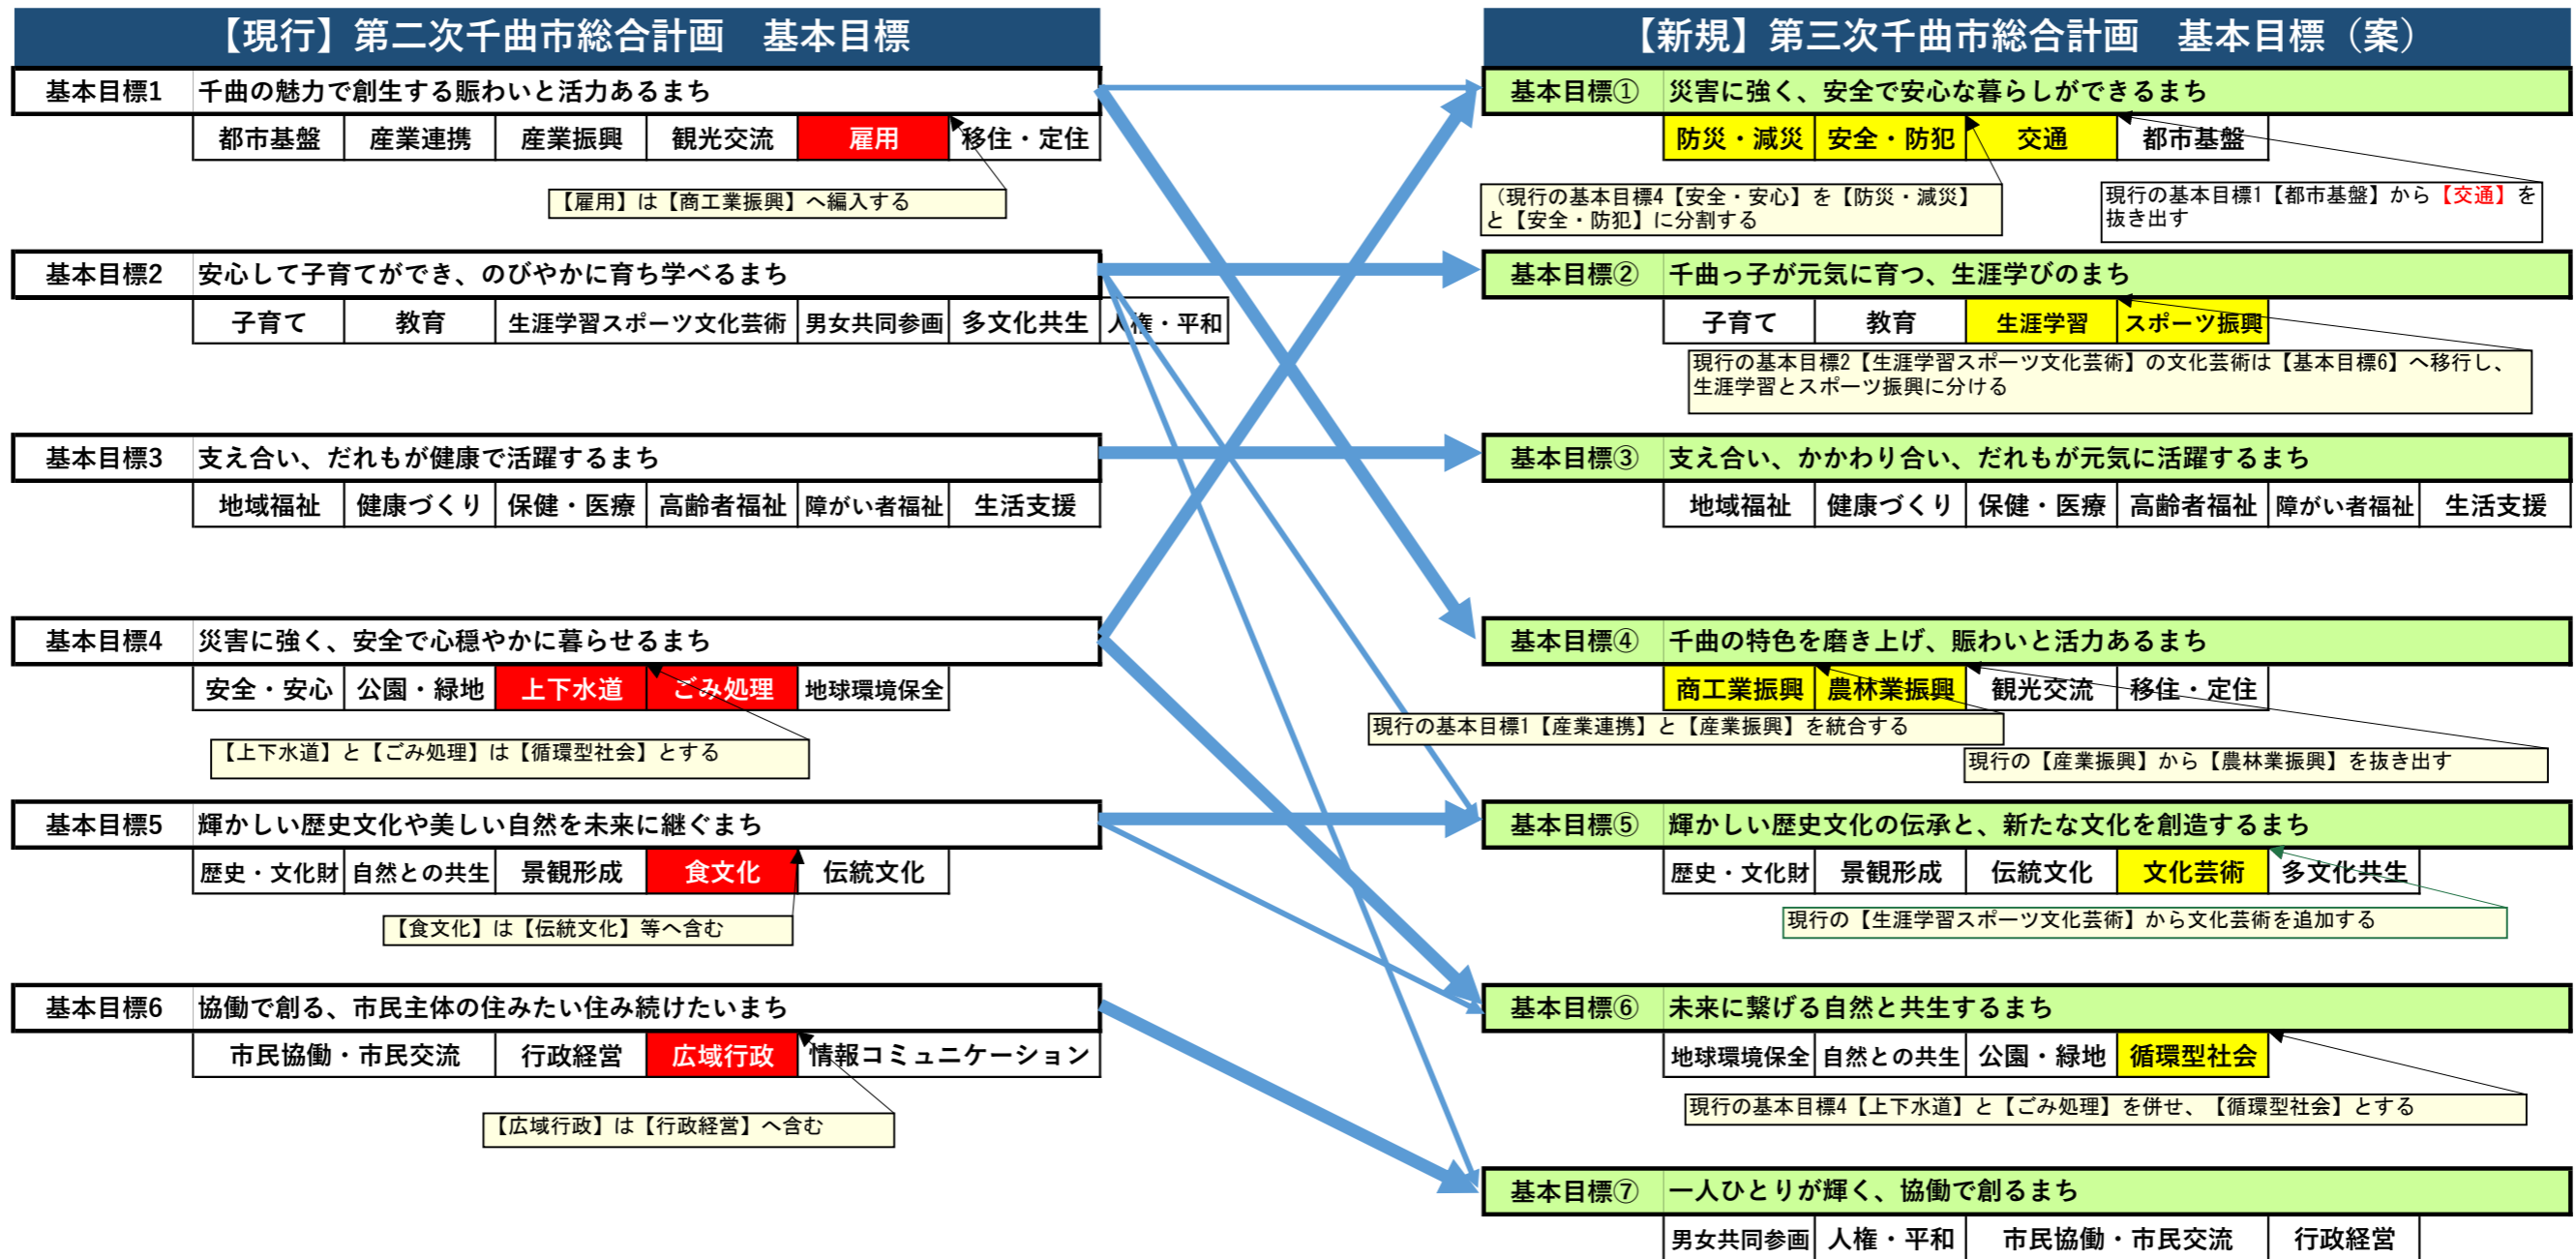 【現行】第二次千曲市総合計画　基本目標
基本目標1 千曲の魅力で創生する賑わいと活力あるまち
都市基盤 産業連携 産業振興 観光交流 雇用 移住・定住
【雇用】は【商工業振興】へ編入する
基本目標2 安心して子育てができ、のびやかに育ち学べるまち
子育て 教育 生涯学習スポーツ文化芸術 男女共同参画 多文化共生 人権・平和
基本目標3 支え合い、だれもが健康で活躍するまち
地域福祉 健康づくり 保健・医療 高齢者福祉 障がい者福祉 生活支援
基本目標4 災害に強く、安全で心穏やかに暮らせるまち
安全・安心 公園・緑地 上下水道 ごみ処理 地球環境保全
【上下水道】と【ごみ処理】は【循環型社会】とする
基本目標5 輝かしい歴史文化や美しい自然を未来に継ぐまち
歴史・文化財 自然との共生 景観形成 食文化 伝統文化
【食文化】は【伝統文化】等へ含む
基本目標6 協働で創る、市民主体の住みたい住み続けたいまち
市民協働・市民交流 行政経営 広域行政 情報コミュニケーション
【広域行政】は【行政経営】へ含む
【新規】第三次千曲市総合計画　基本目標（案）
基本目標① 災害に強く、安全で安心な暮らしができるまち
防災・減災 安全・防犯 交通 都市基盤
（現行の基本目標4【安全・安心】を【防災・減災】
と【安全・防犯】に分割する
現行の基本目標1【都市基盤】から【交通】を
抜き出す
基本目標② 千曲っ子が元気に育つ、生涯学びのまち
子育て 教育 生涯学習 スポーツ振興
現行の基本目標2【生涯学習スポーツ文化芸術】の文化芸術は【基本目標6】へ移行し、
生涯学習とスポーツ振興に分ける
基本目標③ 支え合い、かかわり合い、だれもが元気に活躍するまち
地域福祉 健康づくり 保健・医療 高齢者福祉 障がい者福祉 生活支援
基本目標④ 千曲の特色を磨き上げ、賑わいと活力あるまち
商工業振興 農林業振興 観光交流 移住・定住
現行の基本目標1【産業連携】と【産業振興】を統合する
現行の【産業振興】から【農林業振興】を抜き出す
基本目標⑤ 輝かしい歴史文化の伝承と、新たな文化を創造するまち
歴史・文化財 景観形成 伝統文化 文化芸術 多文化共生
現行の【生涯学習スポーツ文化芸術】から文化芸術を追加する
基本目標⑥ 未来に繋げる自然と共生するまち
地球環境保全 自然との共生 公園・緑地 循環型社会
現行の基本目標4【上下水道】と【ごみ処理】を併せ、【循環型社会】とする
基本目標⑦ 一人ひとりが輝く、協働で創るまち
男女共同参画 人権・平和 市民協働・市民交流 行政経営